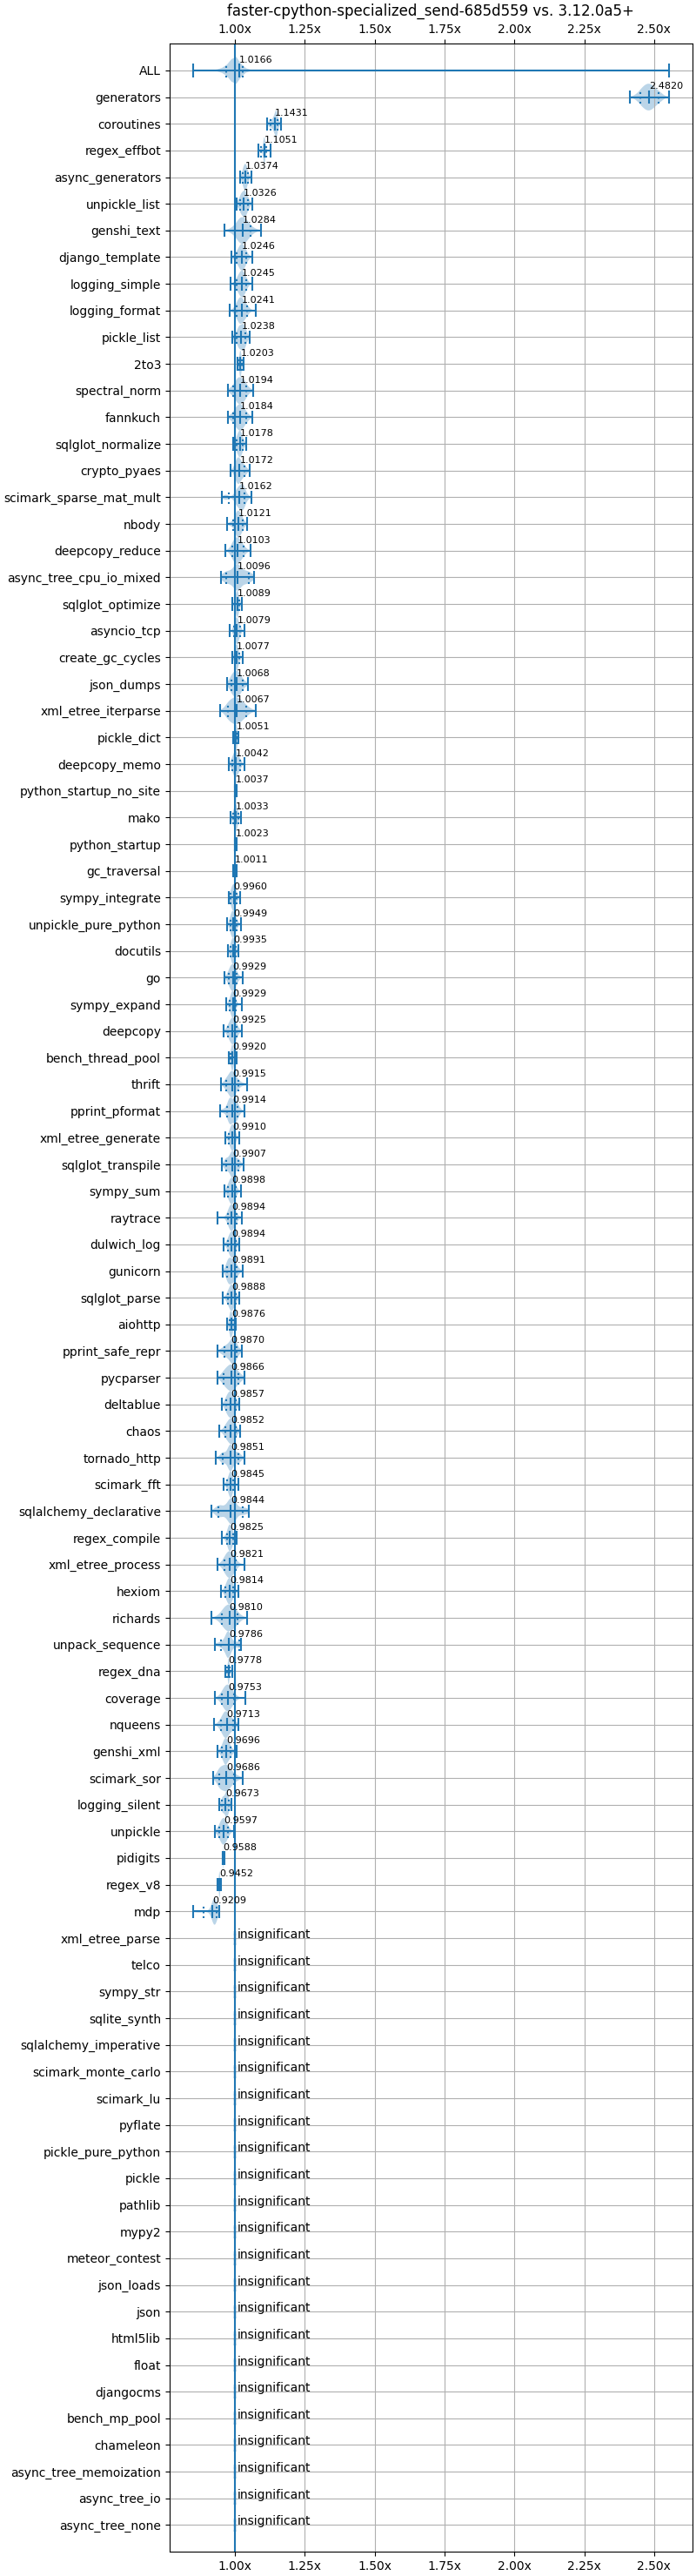 faster-cpython-specialized_send-685d559 vs. 3.12.0a5+
1.00x 1.25x 1.50x 1.75x 2.00x 2.25x 2.50x
ALL 1.0166
generators 2.4820
coroutines 1.1431
regex_effbot 1.1051
async_generators 1.0374
unpickle_list 1.0326
genshi_text 1.0284
django_template 1.0246
logging_simple 1.0245
logging_format 1.0241
pickle_list 1.0238
2to3 1.0203
spectral_norm 1.0194
fannkuch 1.0184
sqlglot_normalize 1.0178
crypto_pyaes 1.0172
scimark_sparse_mat_mult 1.0162
nbody 1.0121
deepcopy_reduce 1.0103
async_tree_cpu_io_mixed 1.0096
sqlglot_optimize 1.0089
asyncio_tcp 1.0079
create_gc_cycles 1.0077
json_dumps 1.0068
xml_etree_iterparse 1.0067
pickle_dict 1.0051
deepcopy_memo 1.0042
python_startup_no_site 1.0037
mako 1.0033
python_startup 1.0023
gc_traversal 1.0011
sympy_integrate 0.9960
unpickle_pure_python 0.9949
docutils 0.9935
go 0.9929
sympy_expand 0.9929
deepcopy 0.9925
bench_thread_pool 0.9920
thrift 0.9915
pprint_pformat 0.9914
xml_etree_generate 0.9910
sqlglot_transpile 0.9907
sympy_sum 0.9898
raytrace 0.9894
dulwich_log 0.9894
gunicorn 0.9891
sqlglot_parse 0.9888
aiohttp 0.9876
pprint_safe_repr 0.9870
pycparser 0.9866
deltablue 0.9857
chaos 0.9852
tornado_http 0.9851
scimark_fft 0.9845
sqlalchemy_declarative 0.9844
regex_compile 0.9825
xml_etree_process 0.9821
hexiom 0.9814
richards 0.9810
unpack_sequence 0.9786
regex_dna 0.9778
coverage 0.9753
nqueens 0.9713
genshi_xml 0.9696
scimark_sor 0.9686
logging_silent 0.9673
unpickle 0.9597
pidigits 0.9588
regex_v8 0.9452
mdp 0.9209
xml_etree_parse insignificant
telco insignificant
sympy_str insignificant
sqlite_synth insignificant
sqlalchemy_imperative insignificant
scimark_monte_carlo insignificant
scimark_lu insignificant
pyflate insignificant
pickle_pure_python insignificant
pickle insignificant
pathlib insignificant
mypy2 insignificant
meteor_contest insignificant
json_loads insignificant
json insignificant
html5lib insignificant
float insignificant
djangocms insignificant
bench_mp_pool insignificant
chameleon insignificant
async_tree_memoization insignificant
async_tree_io insignificant
async_tree_none insignificant
1.00x 1.25x 1.50x 1.75x 2.00x 2.25x 2.50x